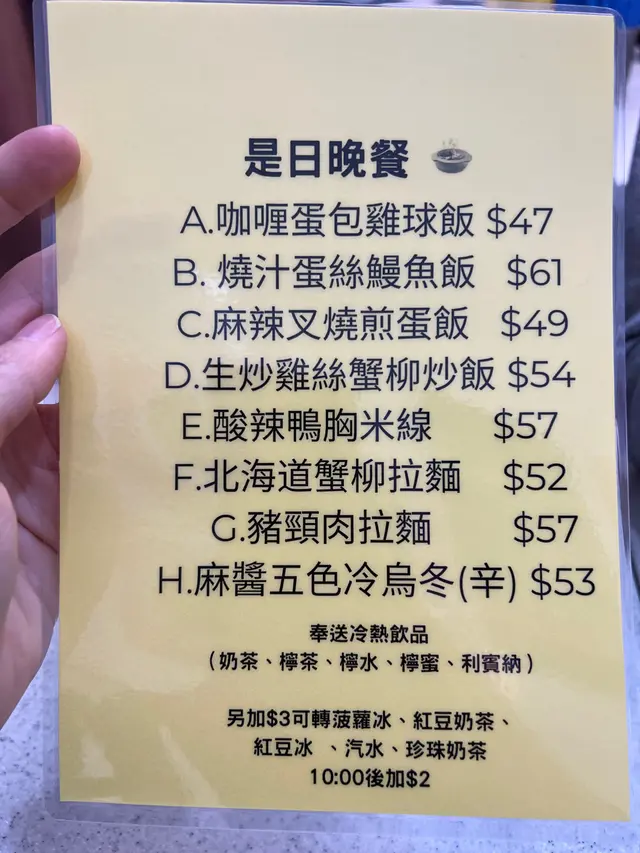 是日晚餐
A.咖喱蛋包雞球飯 $47
B. 燒汁蛋絲鰻魚飯 $61
C.麻辣叉燒煎蛋飯 $49
D.生炒雞絲蟹柳炒飯 $54
E.酸辣鴨胸米線 $57
F.北海道蟹柳拉麵 $52
G.豬頸肉拉麵 $57
H.麻醬五色冷烏冬(辛) $53
奉送冷熱飲品
(奶茶、檸茶、檸水、檸蜜、利賓納)
另加$3可轉菠蘿冰、紅豆奶茶、
紅豆冰 、汽水、珍珠奶茶
10:00後加$2